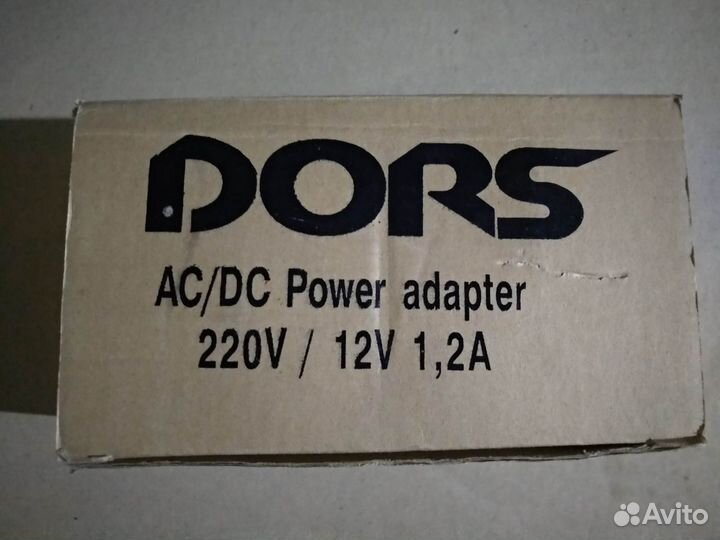 DORS
AC/DC Power adapter
220V / 12V 1,2A
Avito